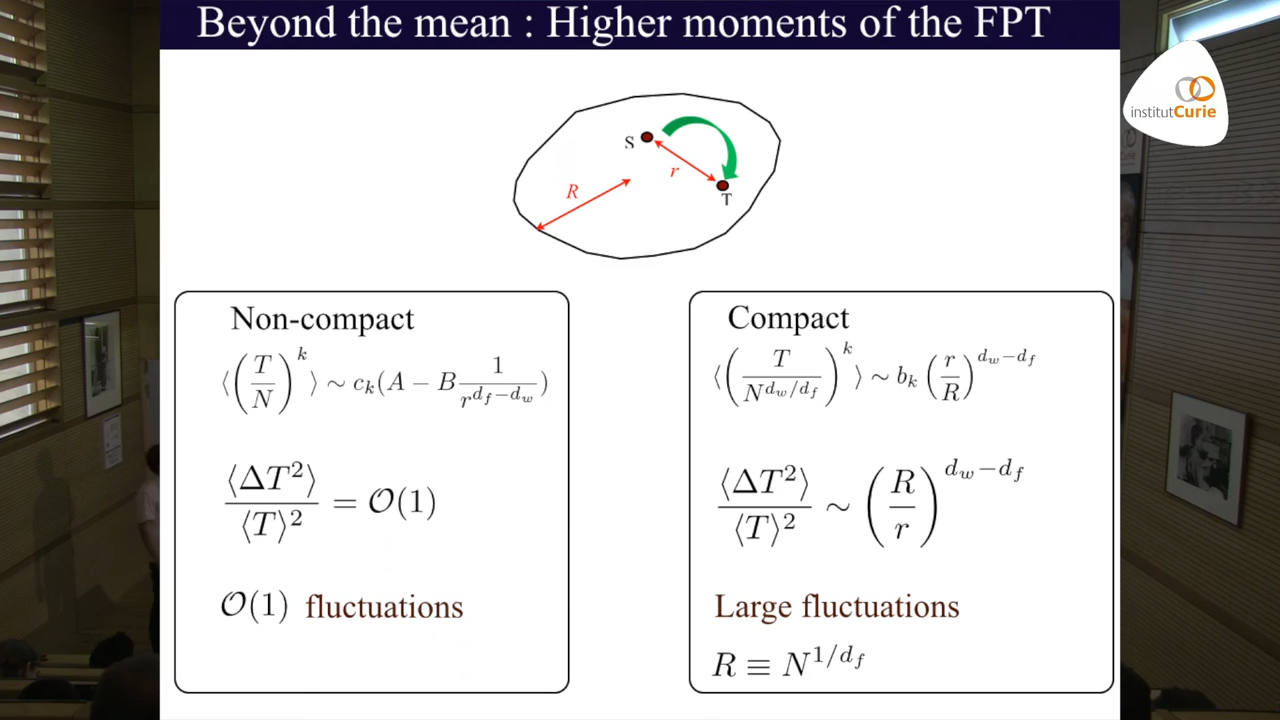 Beyond the mean : Higher moments of the FPT
institutCurie
S
r
R
T
Non-compact
⟨(T/N)^k⟩ ∼ c_k(A − B 1/r^{d_f−d_w})
⟨ΔT²⟩/⟨T⟩² = 𝒪(1)
𝒪(1) fluctuations
Compact
⟨(T/N^{d_w/d_f})^k⟩ ∼ b_k (r/R)^{d_w−d_f}
⟨ΔT²⟩/⟨T⟩² ∼ (R/r)^{d_w−d_f}
Large fluctuations
R ≡ N^{1/d_f}